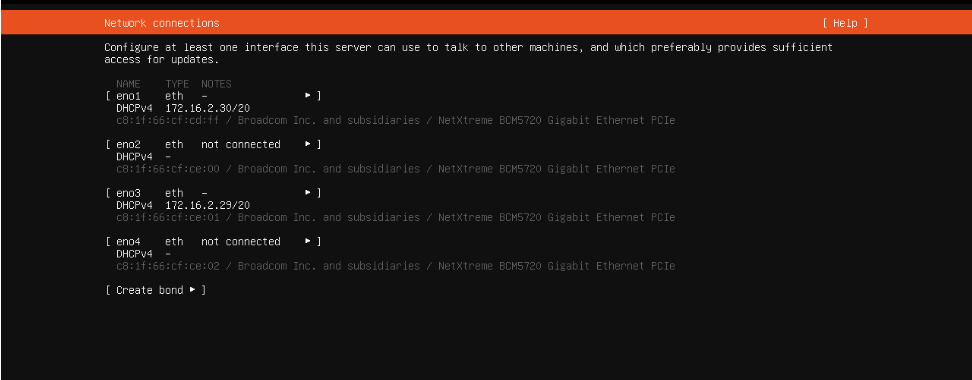 Network connections [ Help ]
Configure at least one interface this server can use to talk to other machines, and which preferably provides sufficient
access for updates.
NAME TYPE NOTES
[ eno1 eth - ▸ ]
DHCPv4 172.16.2.30/20
c8:1f:66:cf:cd:ff / Broadcom Inc. and subsidiaries / NetXtreme BCM5720 Gigabit Ethernet PCIe
[ eno2 eth not connected ▸ ]
DHCPv4 -
c8:1f:66:cf:ce:00 / Broadcom Inc. and subsidiaries / NetXtreme BCM5720 Gigabit Ethernet PCIe
[ eno3 eth - ▸ ]
DHCPv4 172.16.2.29/20
c8:1f:66:cf:ce:01 / Broadcom Inc. and subsidiaries / NetXtreme BCM5720 Gigabit Ethernet PCIe
[ eno4 eth not connected ▸ ]
DHCPv4 -
c8:1f:66:cf:ce:02 / Broadcom Inc. and subsidiaries / NetXtreme BCM5720 Gigabit Ethernet PCIe
[ Create bond ▸ ]